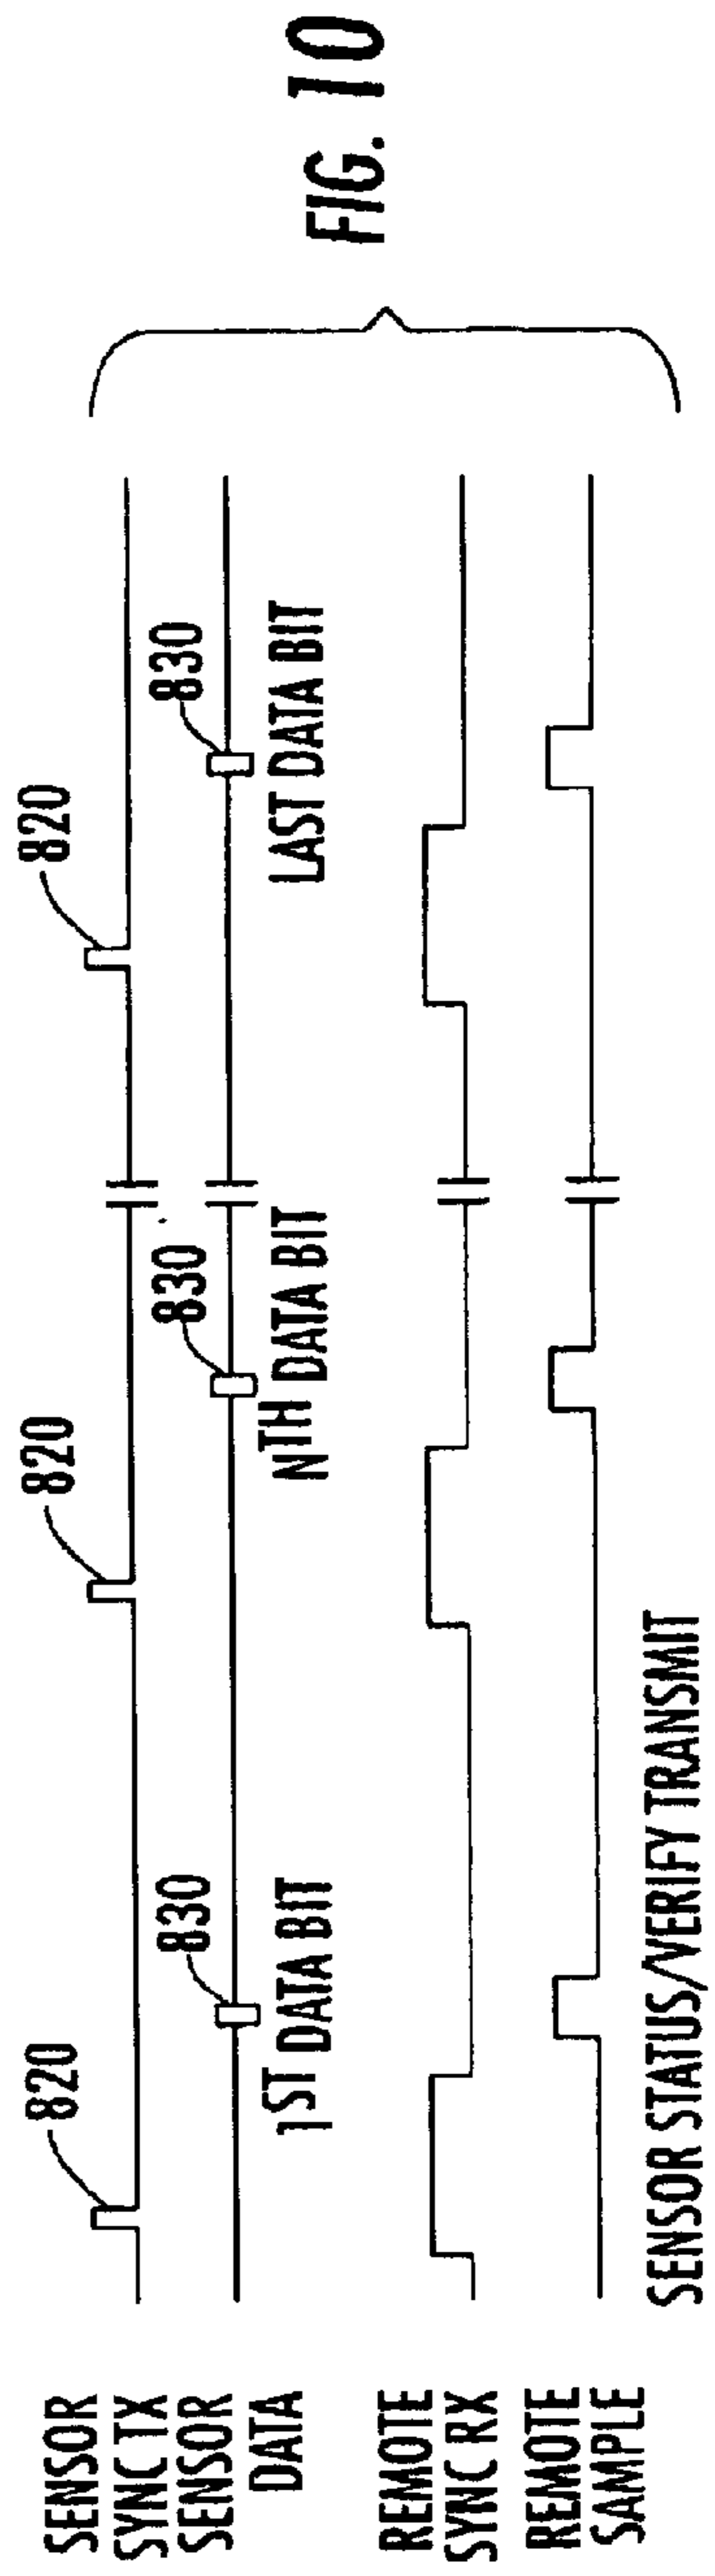 SENSOR
SYNC TX
SENSOR
DATA
REMOTE
SYNC RX
REMOTE
SAMPLE
820
820
820
830
830
830
1ST DATA BIT
NTH DATA BIT
LAST DATA BIT
SENSOR STATUS/VERIFY TRANSMIT
FIG. 10